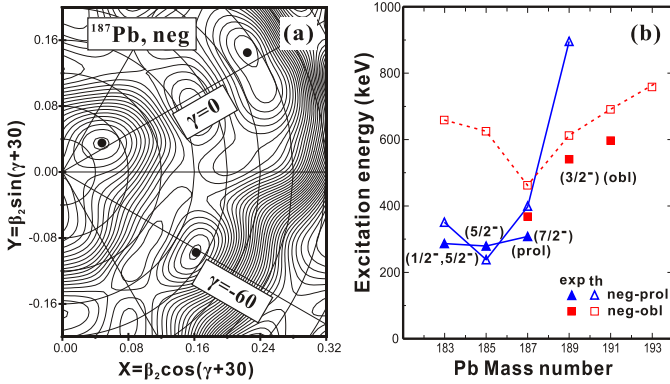 ¹⁸⁷Pb, neg
(a)
γ=0
γ=-60
0.16
0.08
0.00
-0.08
-0.16
Y=β₂sin(γ+30)
0.00 0.08 0.16 0.24 0.32
X=β₂cos(γ+30)
(b)
1000
800
600
400
200
0
Excitation energy (keV)
(3/2⁻) (obl)
(5/2⁻)
(7/2⁻)
(1/2⁻,5/2⁻)
(prol)
exp th
neg-prol
neg-obl
183 185 187 189 191 193
Pb Mass number